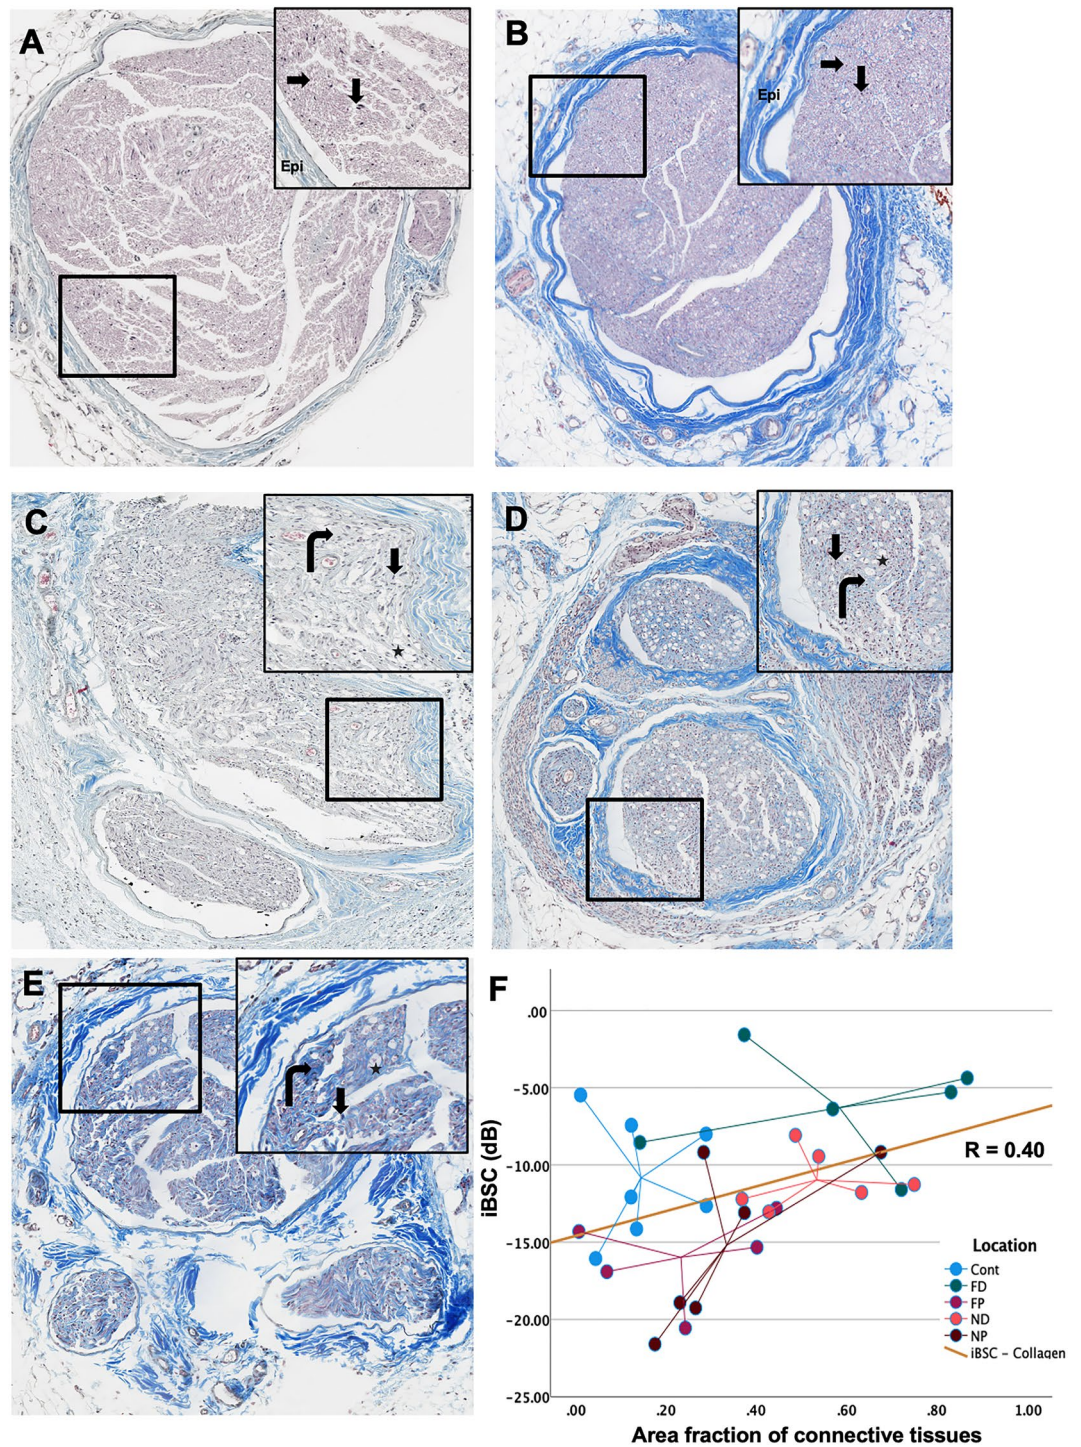 A
Epi
B
Epi
C
D
E
F
.00
-5.00
-10.00
-15.00
-20.00
-25.00
iBSC (dB)
R = 0.40
Location
Cont
FD
FP
ND
NP
iBSC - Collagen
.00 .20 .40 .60 .80 1.00
Area fraction of connective tissues